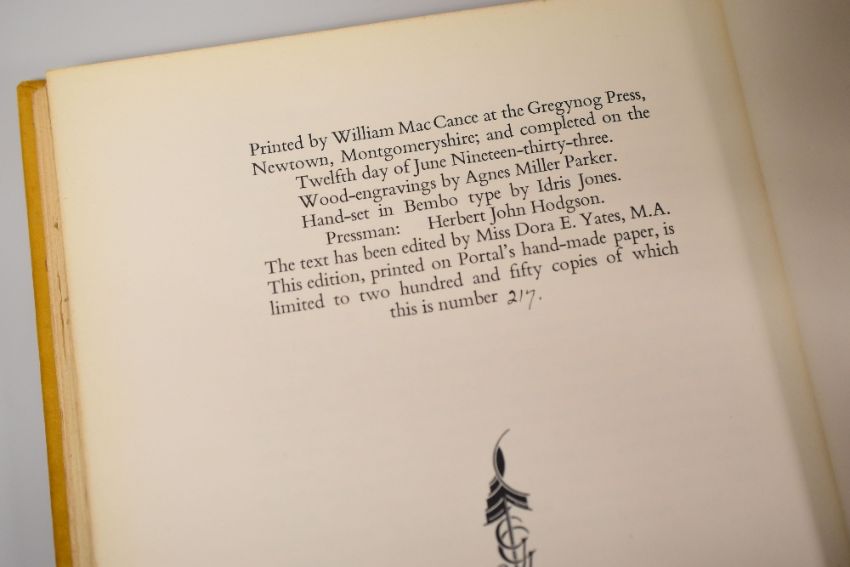 Printed by William MacCance at the Gregynog Press,
Newtown, Montgomeryshire; and completed on the
Twelfth day of June Nineteen-thirty-three.
Wood-engravings by Agnes Miller Parker.
Hand-set in Bembo type by Idris Jones.
Pressman: Herbert John Hodgson.
The text has been edited by Miss Dora E. Yates, M.A.
This edition, printed on Portal's hand-made paper, is
limited to two hundred and fifty copies of which
this is number 217.